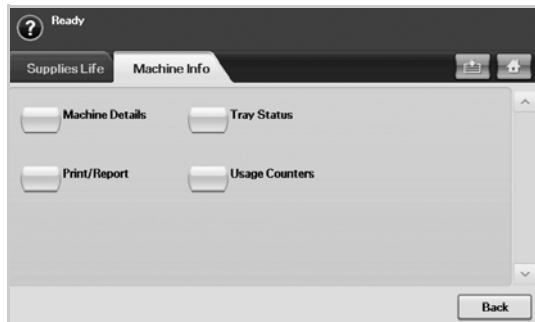 ? Ready
Supplies Life Machine Info
Machine Details Tray Status
Print/Report Usage Counters
Back